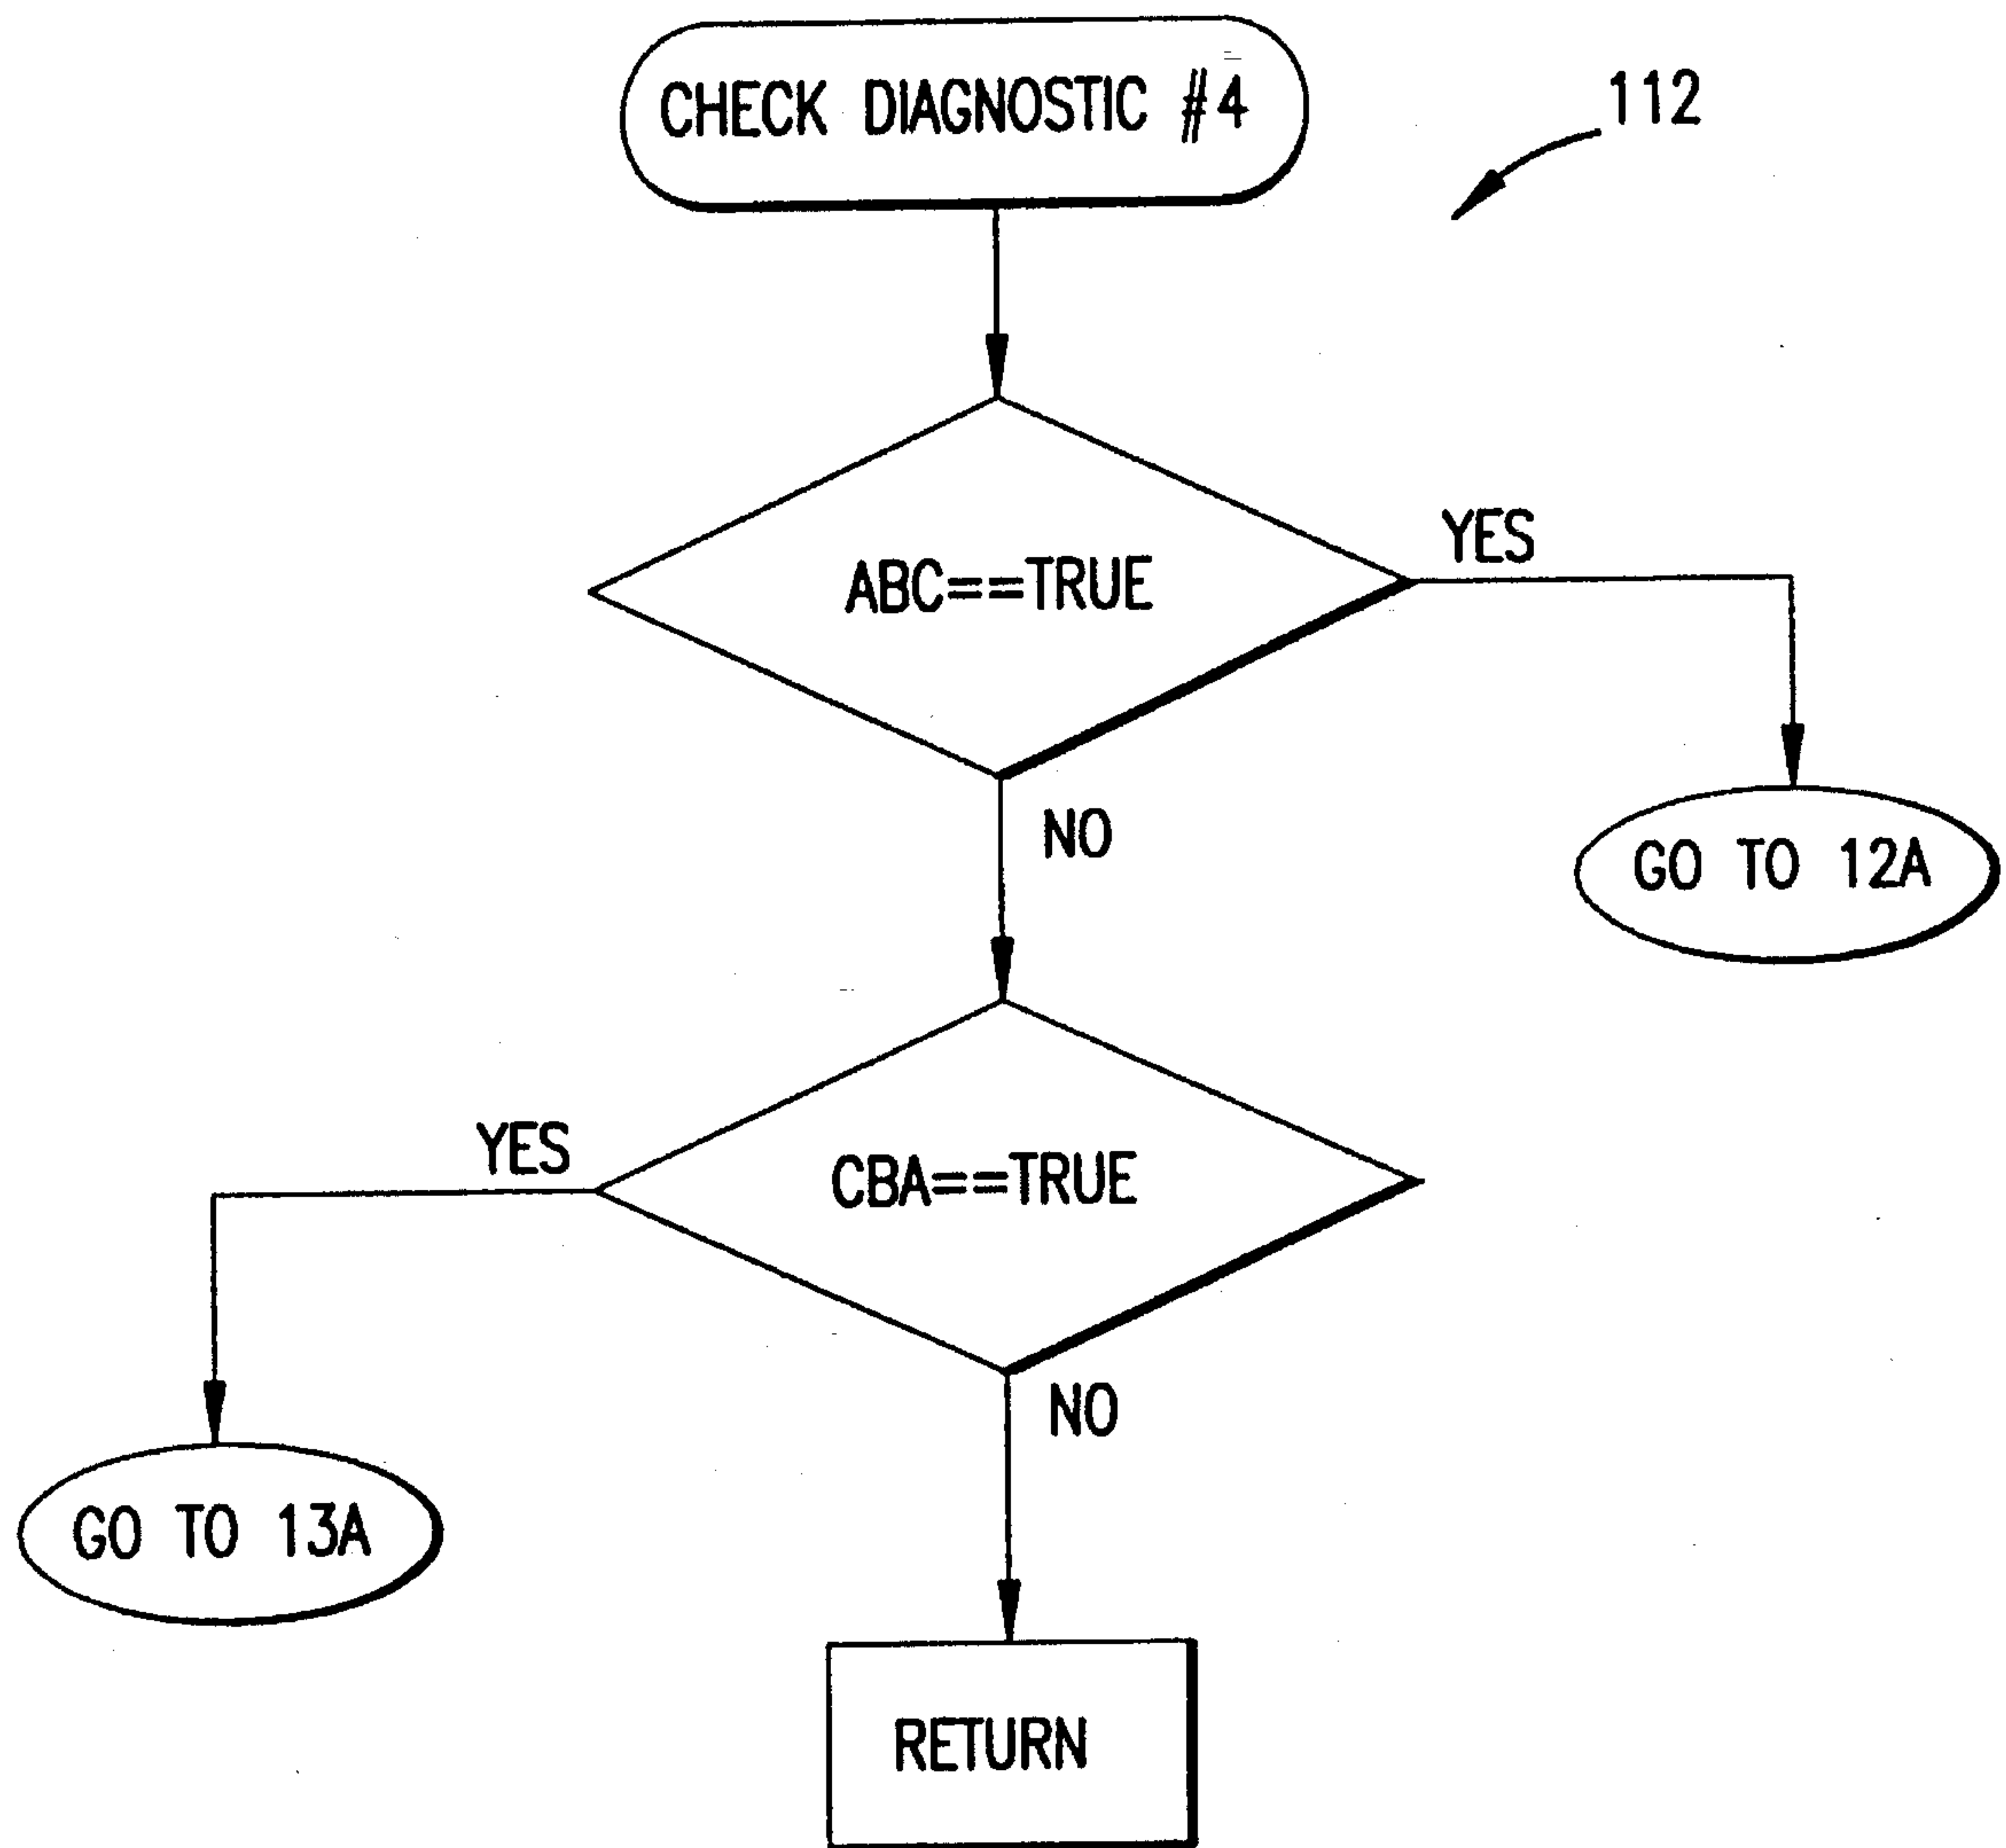 CHECK DIAGNOSTIC #4
112
ABC==TRUE
YES
NO
GO TO 12A
YES
CBA==TRUE
NO
GO TO 13A
RETURN